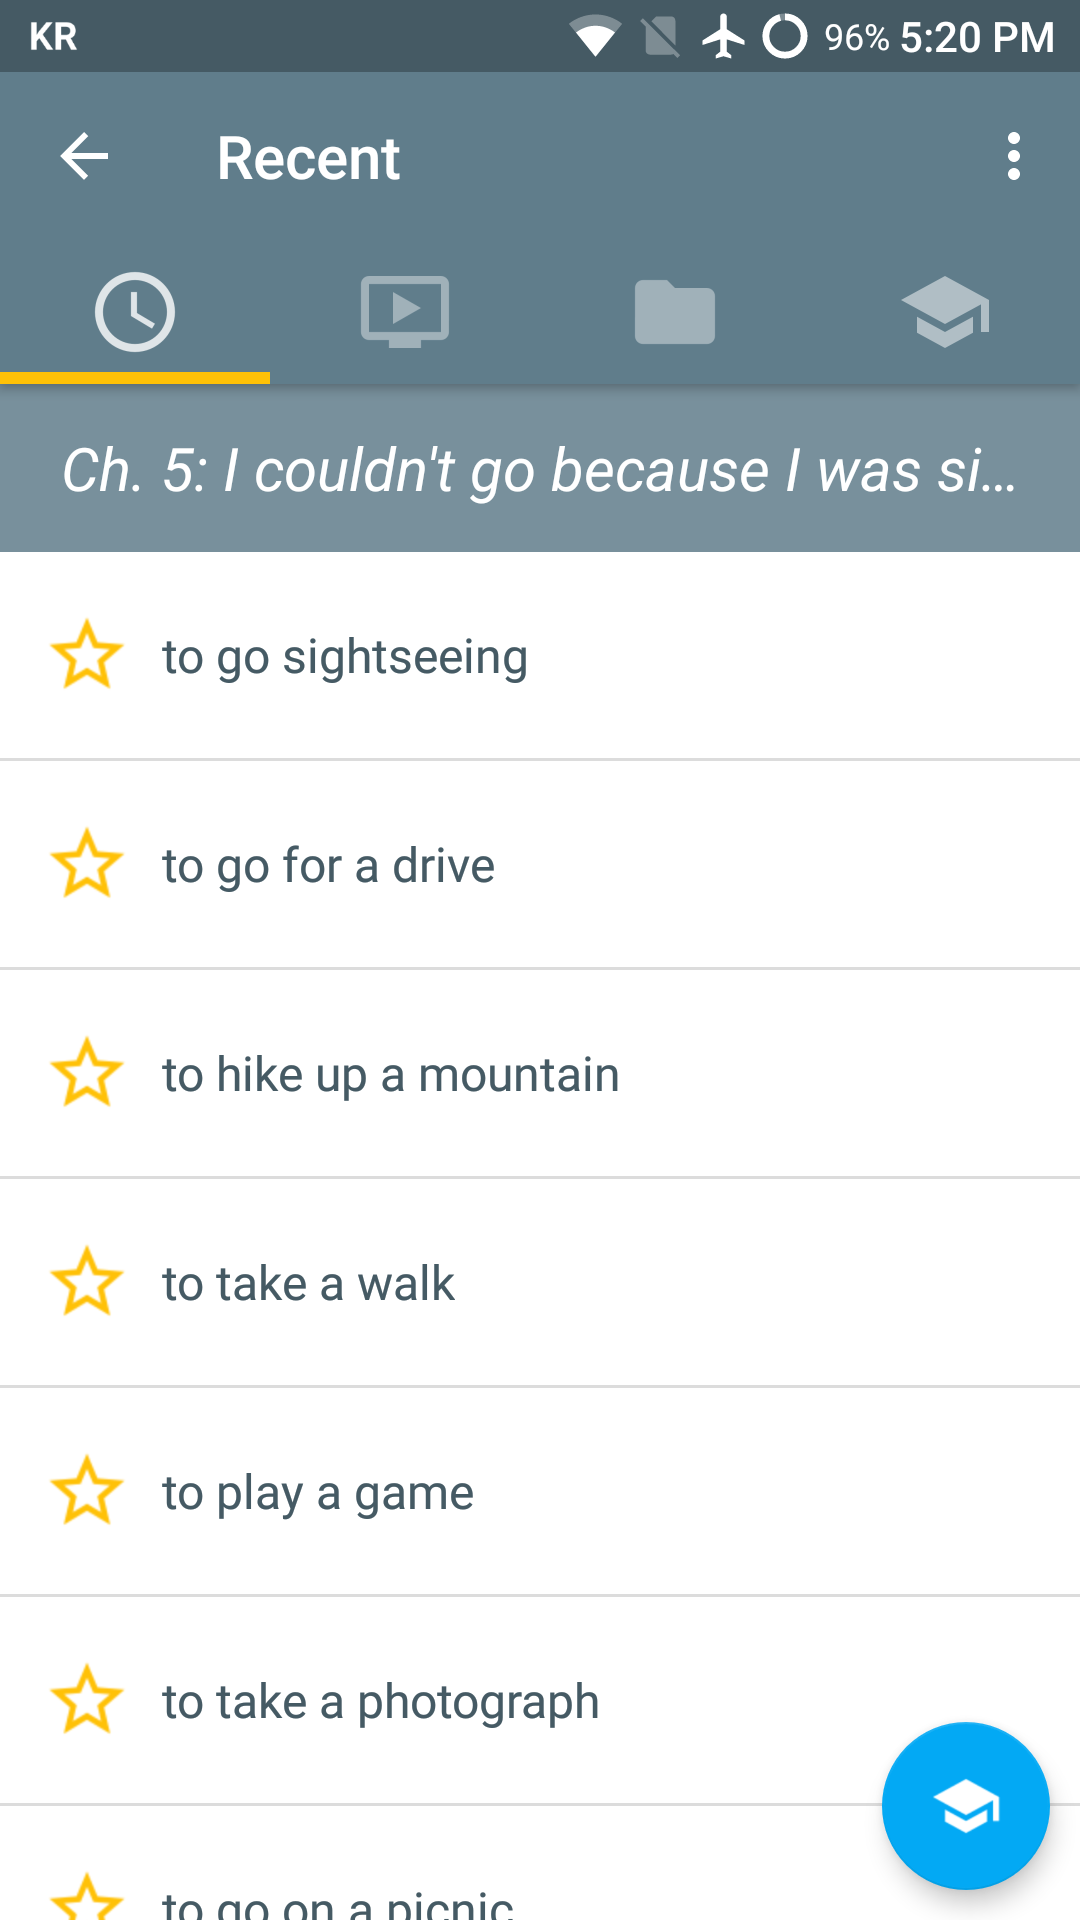 KR 96% 5:20 PM
Recent
Ch. 5: I couldn't go because I was si...
to go sightseeing
to go for a drive
to hike up a mountain
to take a walk
to play a game
to take a photograph
to go on a picnic